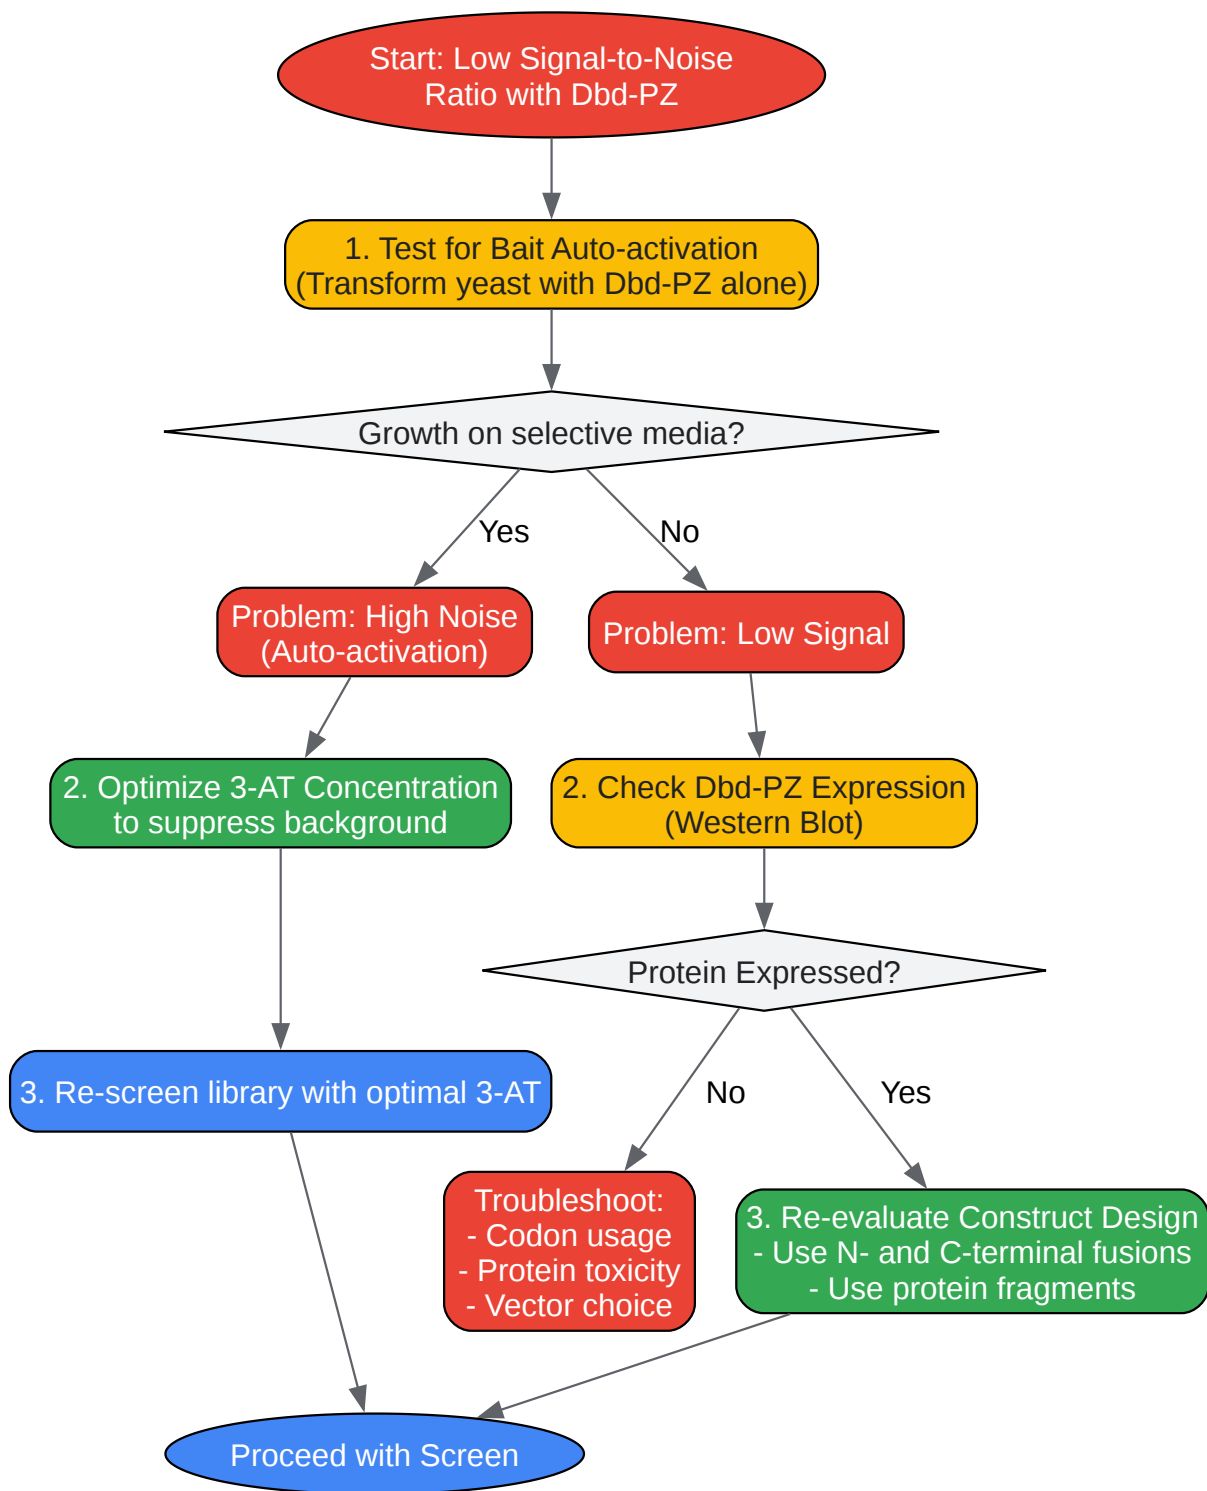 Start: Low Signal-to-Noise
Ratio with Dbd-PZ
1. Test for Bait Auto-activation
(Transform yeast with Dbd-PZ alone)
Growth on selective media?
Yes
No
Problem: High Noise
(Auto-activation)
Problem: Low Signal
2. Optimize 3-AT Concentration
to suppress background
2. Check Dbd-PZ Expression
(Western Blot)
Protein Expressed?
3. Re-screen library with optimal 3-AT
No
Yes
Troubleshoot:
- Codon usage
- Protein toxicity
- Vector choice
3. Re-evaluate Construct Design
- Use N- and C-terminal fusions
- Use protein fragments
Proceed with Screen